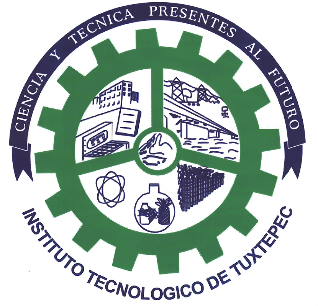 CIENCIA Y TECNICA PRESENTES AL FUTURO
INSTITUTO TECNOLOGICO DE TUXTEPEC